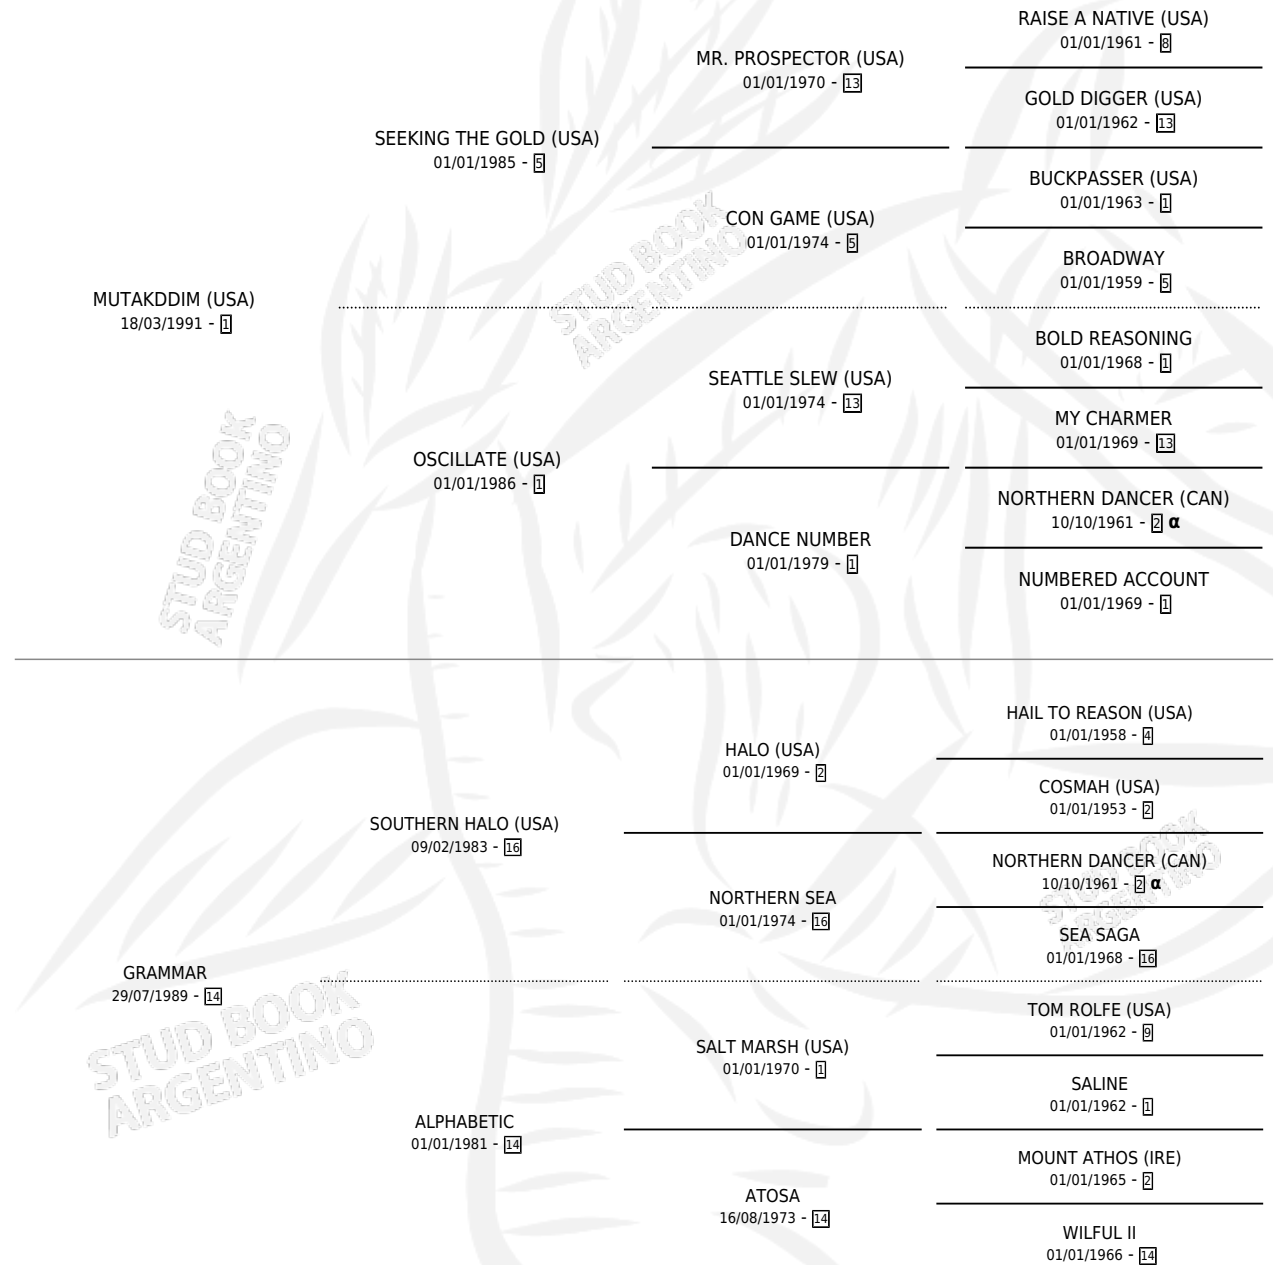 RAISE A NATIVE (USA)
01/01/1961 - 8
MR. PROSPECTOR (USA)
01/01/1970 - 13
GOLD DIGGER (USA)
01/01/1962 - 13
SEEKING THE GOLD (USA)
01/01/1985 - 5
BUCKPASSER (USA)
01/01/1963 - 1
CON GAME (USA)
01/01/1974 - 5
BROADWAY
01/01/1959 - 5
MUTAKDDIM (USA)
18/03/1991 - 1
BOLD REASONING
01/01/1968 - 1
SEATTLE SLEW (USA)
01/01/1974 - 13
MY CHARMER
01/01/1969 - 13
OSCILLATE (USA)
01/01/1986 - 1
NORTHERN DANCER (CAN)
10/10/1961 - 2 α
DANCE NUMBER
01/01/1979 - 1
NUMBERED ACCOUNT
01/01/1969 - 1
HAIL TO REASON (USA)
01/01/1958 - 4
HALO (USA)
01/01/1969 - 2
COSMAH (USA)
01/01/1953 - 2
SOUTHERN HALO (USA)
09/02/1983 - 16
NORTHERN DANCER (CAN)
10/10/1961 - 2 α
NORTHERN SEA
01/01/1974 - 16
SEA SAGA
01/01/1968 - 16
GRAMMAR
29/07/1989 - 14
TOM ROLFE (USA)
01/01/1962 - 9
SALT MARSH (USA)
01/01/1970 - 1
SALINE
01/01/1962 - 1
ALPHABETIC
01/01/1981 - 14
MOUNT ATHOS (IRE)
01/01/1965 - 2
ATOSA
16/08/1973 - 14
WILFUL II
01/01/1966 - 14
STUD BOOK
ARGENTINO
STUD BOOK
ARGENTINO
STUD BOOK
ARGENTINO
STUD BOOK
ARGENTINO